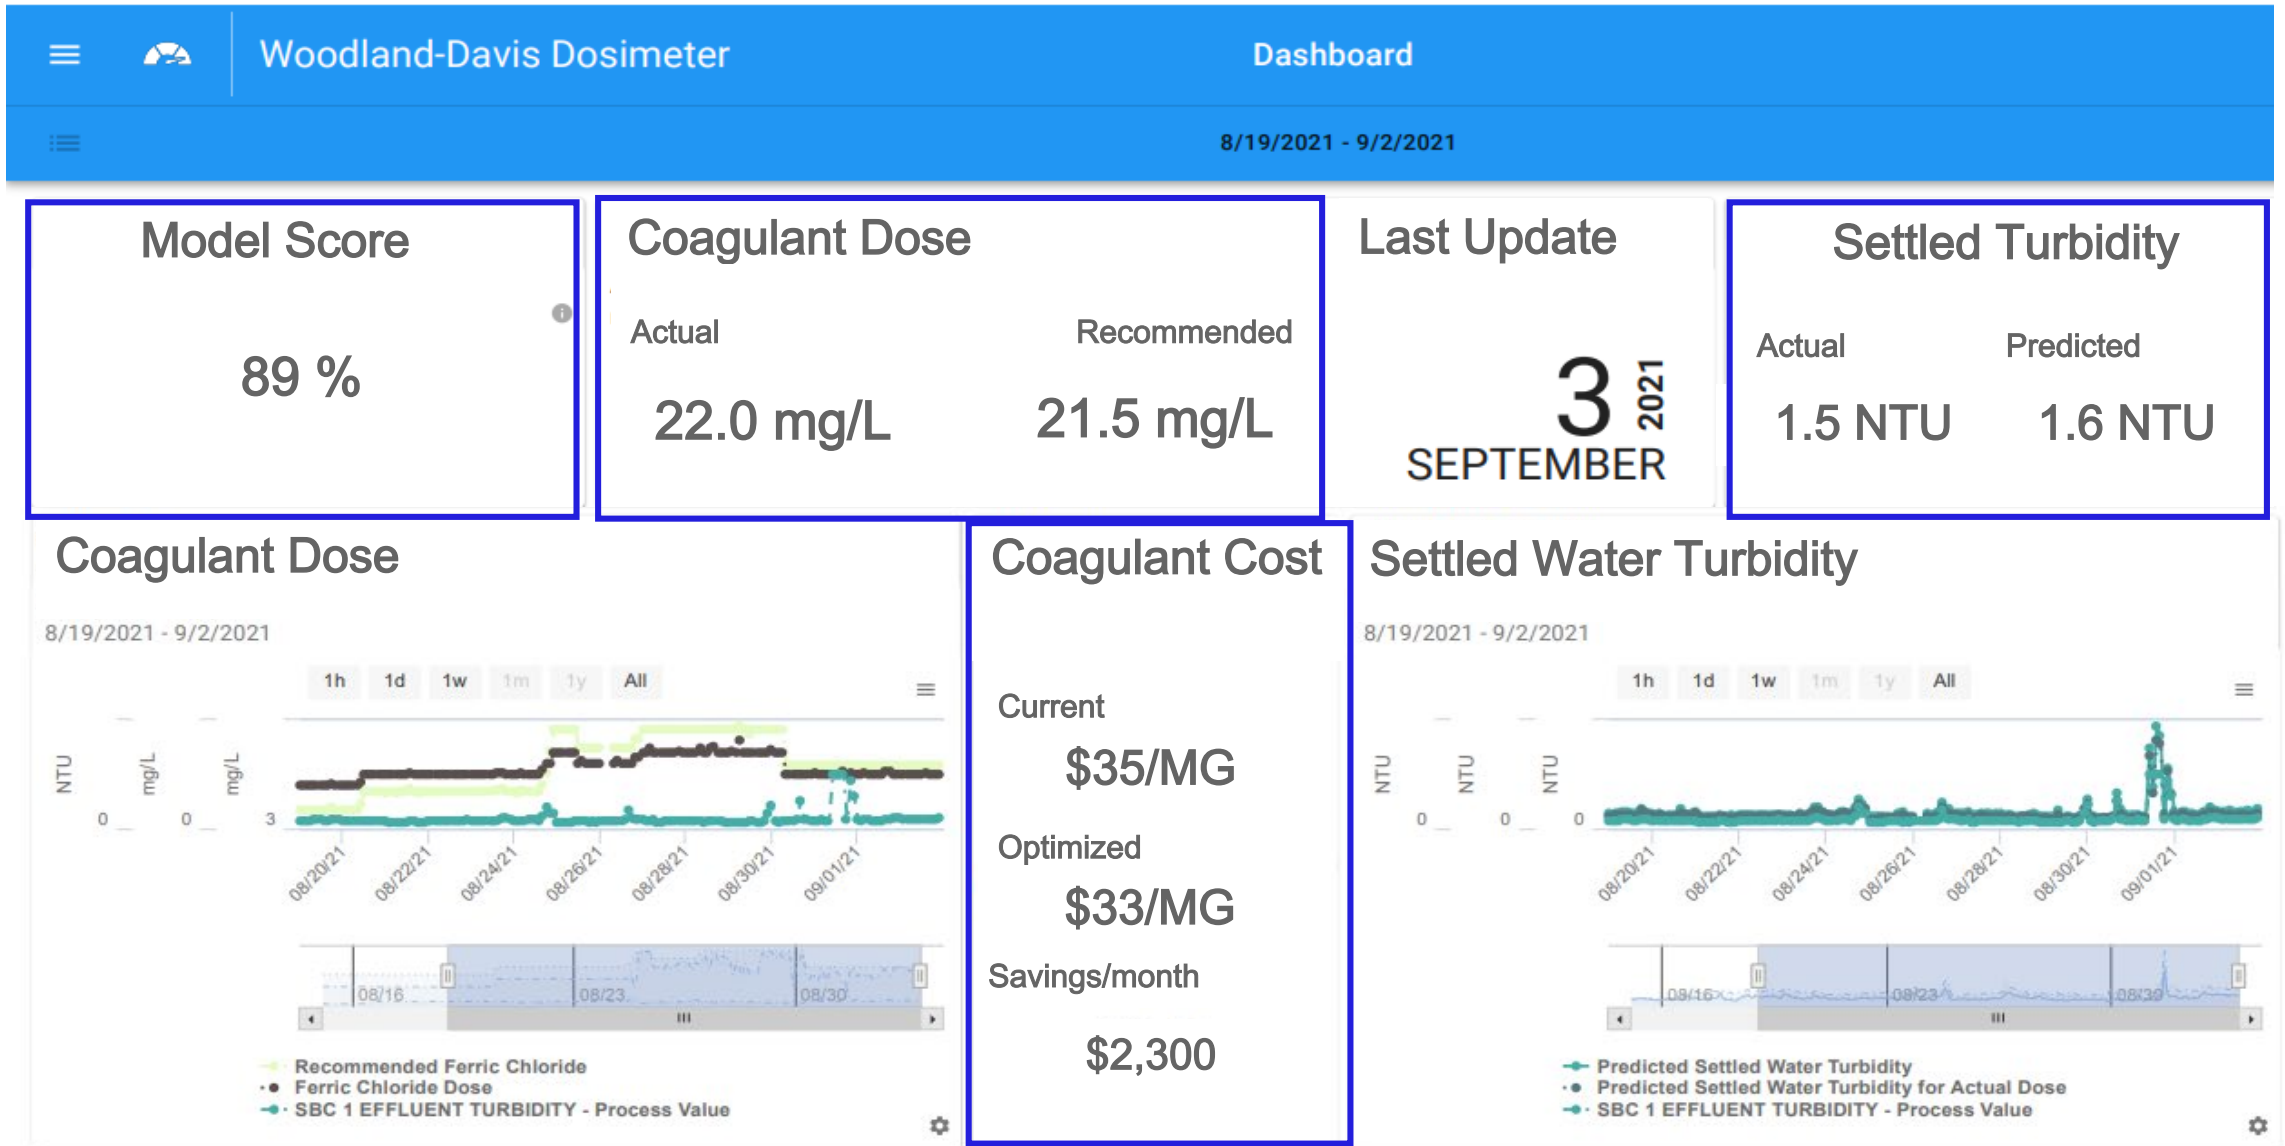 Woodland-Davis Dosimeter
Dashboard
8/19/2021 - 9/2/2021
Model Score
89 %
Coagulant Dose
Actual
Recommended
22.0 mg/L
21.5 mg/L
Last Update
3
2021
SEPTEMBER
Settled Turbidity
Actual
Predicted
1.5 NTU
1.6 NTU
Coagulant Dose
8/19/2021 - 9/2/2021
1h 1d 1w 1m 1y All
NTU
mg/L
mg/L
0 0 3
08/20/21 08/22/21 08/24/21 08/26/21 08/28/21 08/30/21 09/01/21
08/16 08/23 08/30
Recommended Ferric Chloride
Ferric Chloride Dose
SBC 1 EFFLUENT TURBIDITY - Process Value
Coagulant Cost
Current
$35/MG
Optimized
$33/MG
Savings/month
$2,300
Settled Water Turbidity
8/19/2021 - 9/2/2021
1h 1d 1w 1m 1y All
NTU
NTU
NTU
0 0 0
08/20/21 08/22/21 08/24/21 08/26/21 08/28/21 08/30/21 09/01/21
08/16 08/23 08/30
Predicted Settled Water Turbidity
Predicted Settled Water Turbidity for Actual Dose
SBC 1 EFFLUENT TURBIDITY - Process Value